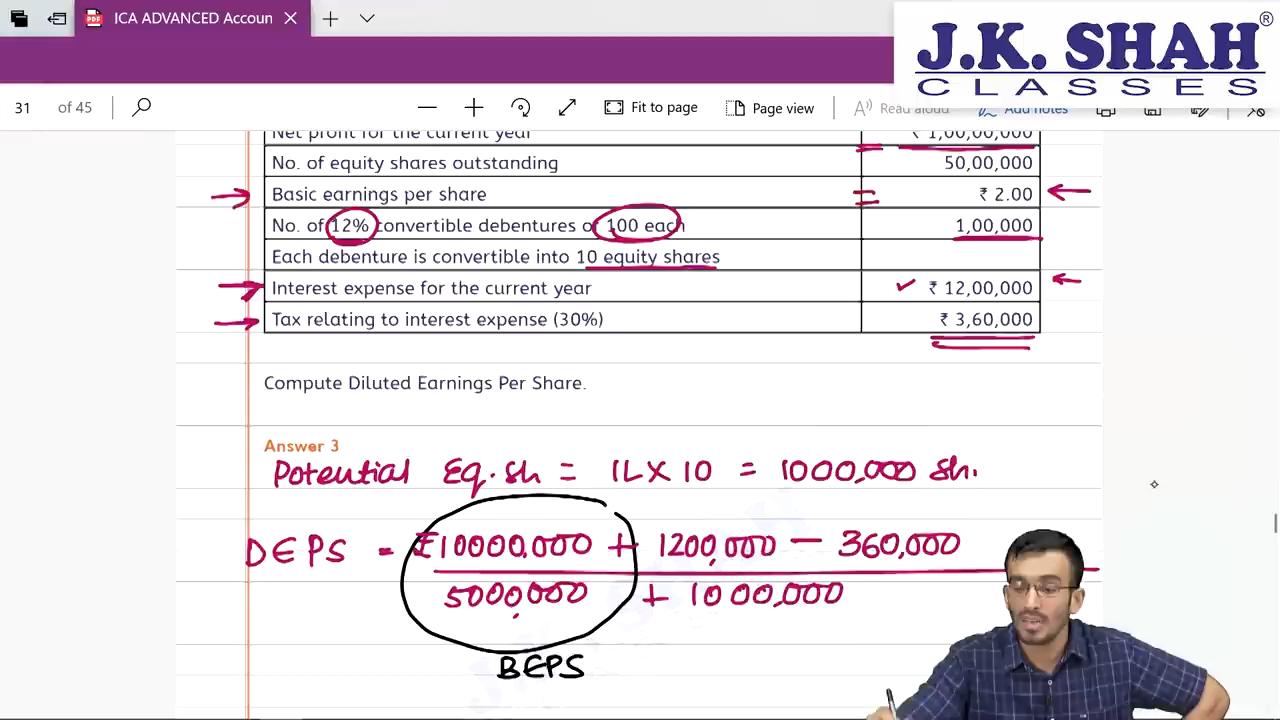 ICA ADVANCED Accoun
J.K. SHAH®
CLASSES
31 of 45
Fit to page
Page view
Read aloud
Add notes
Net profit for the current year ₹ 1,00,00,000
No. of equity shares outstanding 50,00,000
Basic earnings per share = ₹ 2.00
No. of 12% convertible debentures of 100 each 1,00,000
Each debenture is convertible into 10 equity shares
Interest expense for the current year ✓ ₹ 12,00,000
Tax relating to interest expense (30%) ₹ 3,60,000
Compute Diluted Earnings Per Share.
Answer 3
Potential Eq. Sh = 1L X 10 = 1000,000 Sh.
DEPS = ₹10000,000 + 1200,000 - 360,000
5000,000 + 1000,000
BEPS